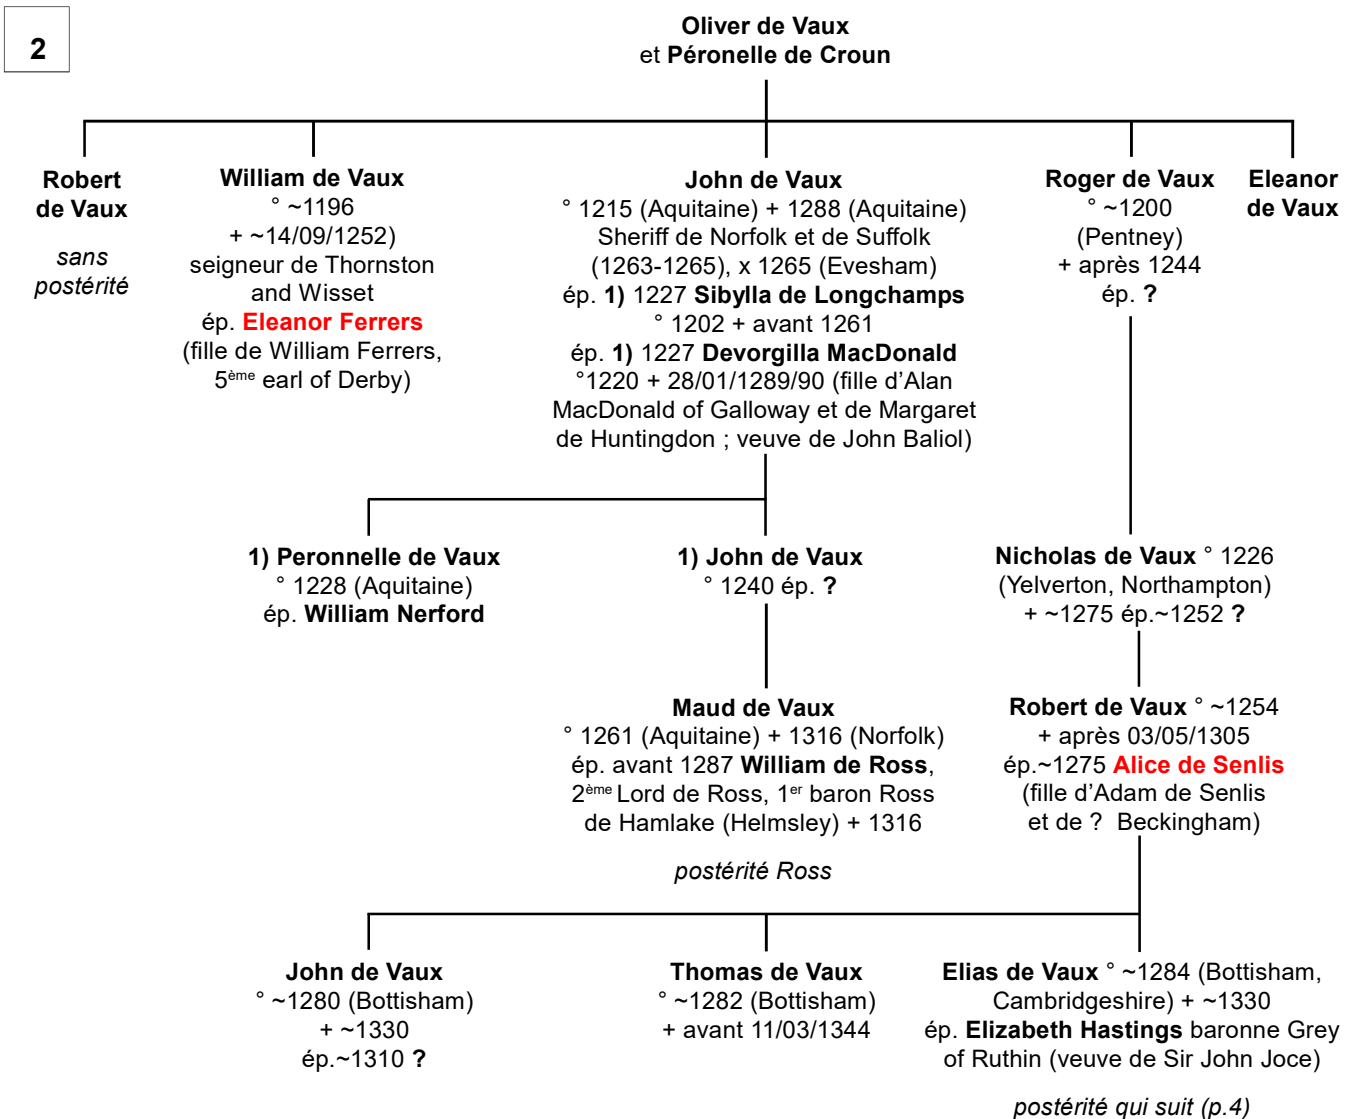 2
Oliver de Vaux
et Péronelle de Croun
Robert
de Vaux
sans
postérité
William de Vaux
° ~1196
+ ~14/09/1252)
seigneur de Thornston
and Wisset
ép. Eleanor Ferrers
(fille de William Ferrers,
5ème earl of Derby)
John de Vaux
° 1215 (Aquitaine) + 1288 (Aquitaine)
Sheriff de Norfolk et de Suffolk
(1263-1265), x 1265 (Evesham)
ép. 1) 1227 Sibylla de Longchamps
° 1202 + avant 1261
ép. 1) 1227 Devorgilla MacDonald
°1220 + 28/01/1289/90 (fille d'Alan
MacDonald of Galloway et de Margaret
de Huntingdon ; veuve de John Baliol)
Roger de Vaux
° ~1200
(Pentney)
+ après 1244
ép. ?
Eleanor
de Vaux
1) Peronnelle de Vaux
° 1228 (Aquitaine)
ép. William Nerford
1) John de Vaux
° 1240 ép. ?
Nicholas de Vaux ° 1226
(Yelverton, Northampton)
+ ~1275 ép.~1252 ?
Maud de Vaux
° 1261 (Aquitaine) + 1316 (Norfolk)
ép. avant 1287 William de Ross,
2ème Lord de Ross, 1er baron Ross
de Hamlake (Helmsley) + 1316
postérité Ross
Robert de Vaux ° ~1254
+ après 03/05/1305
ép.~1275 Alice de Senlis
(fille d'Adam de Senlis
et de ? Beckingham)
John de Vaux
° ~1280 (Bottisham)
+ ~1330
ép.~1310 ?
Thomas de Vaux
° ~1282 (Bottisham)
+ avant 11/03/1344
Elias de Vaux ° ~1284 (Bottisham,
Cambridgeshire) + ~1330
ép. Elizabeth Hastings baronne Grey
of Ruthin (veuve de Sir John Joce)
postérité qui suit (p.4)